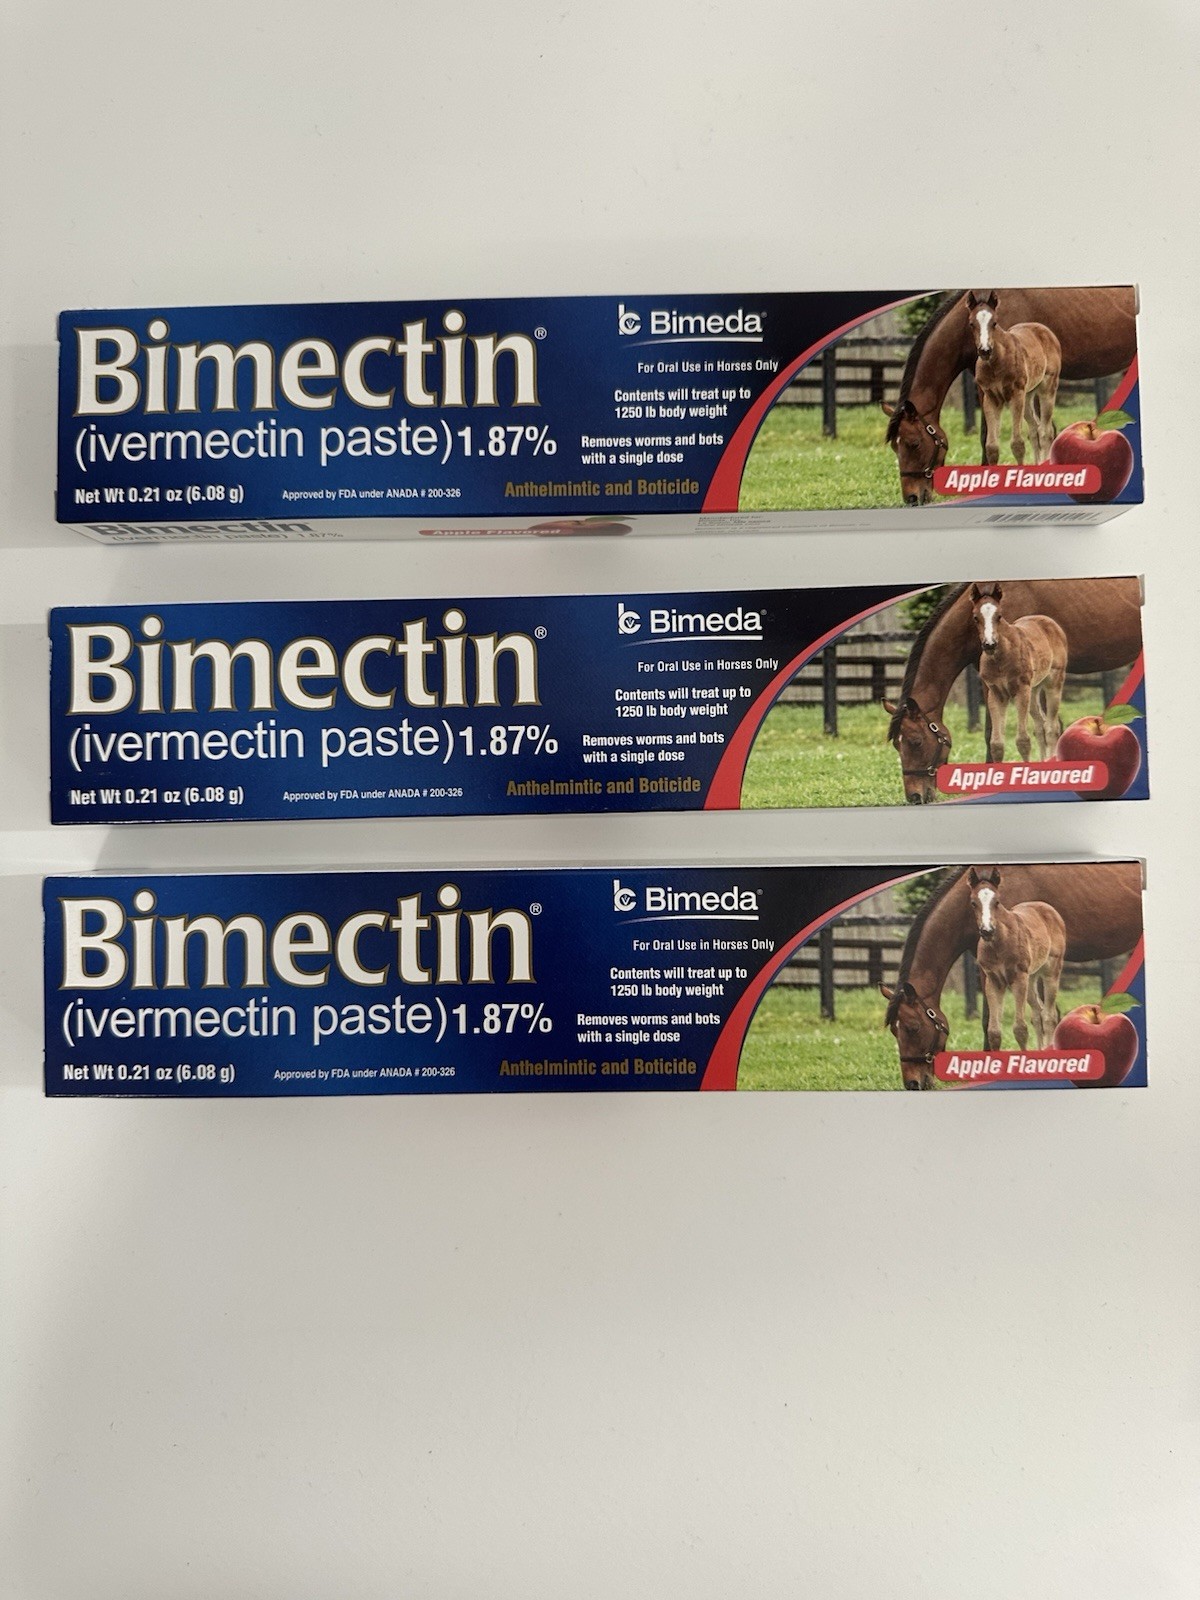 Bimectin®
(ivermectin paste) 1.87%
Net Wt 0.21 oz (6.08 g)
Approved by FDA under ANADA # 200-326
Bimeda®
For Oral Use in Horses Only
Contents will treat up to
1250 lb body weight
Removes worms and bots
with a single dose
Anthelmintic and Boticide
Apple Flavored
Bimectin
(ivermectin paste) 1.87%
Apple Flavored
Bimectin®
(ivermectin paste) 1.87%
Net Wt 0.21 oz (6.08 g)
Approved by FDA under ANADA # 200-326
Bimeda®
For Oral Use in Horses Only
Contents will treat up to
1250 lb body weight
Removes worms and bots
with a single dose
Anthelmintic and Boticide
Apple Flavored
Bimectin®
(ivermectin paste) 1.87%
Net Wt 0.21 oz (6.08 g)
Approved by FDA under ANADA # 200-326
Bimeda®
For Oral Use in Horses Only
Contents will treat up to
1250 lb body weight
Removes worms and bots
with a single dose
Anthelmintic and Boticide
Apple Flavored